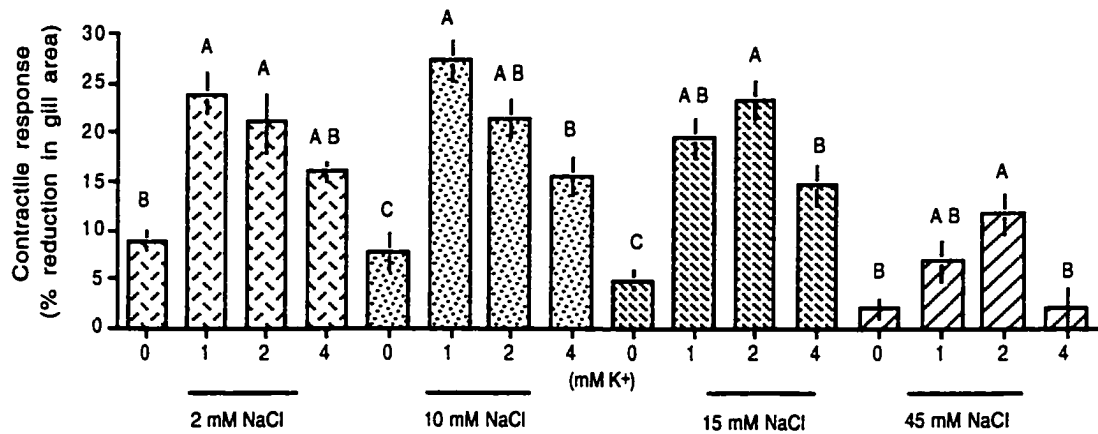 Contractile response
(% reduction in gill area)
30
25
20
15
10
5
0
B
A
A
A B
C
A
A B
B
C
A B
A
B
B
A B
A
B
0 1 2 4 0 1 2 4 0 1 2 4 0 1 2 4
(mM K+)
2 mM NaCl 10 mM NaCl 15 mM NaCl 45 mM NaCl